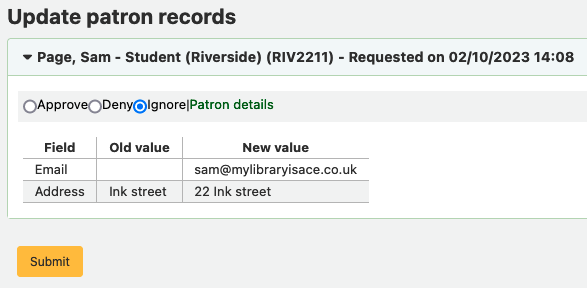 Update patron records
Page, Sam - Student (Riverside) (RIV2211) - Requested on 02/10/2023 14:08
Approve Deny Ignore|Patron details
Field Old value New value
Email sam@mylibraryisace.co.uk
Address Ink street 22 Ink street
Submit